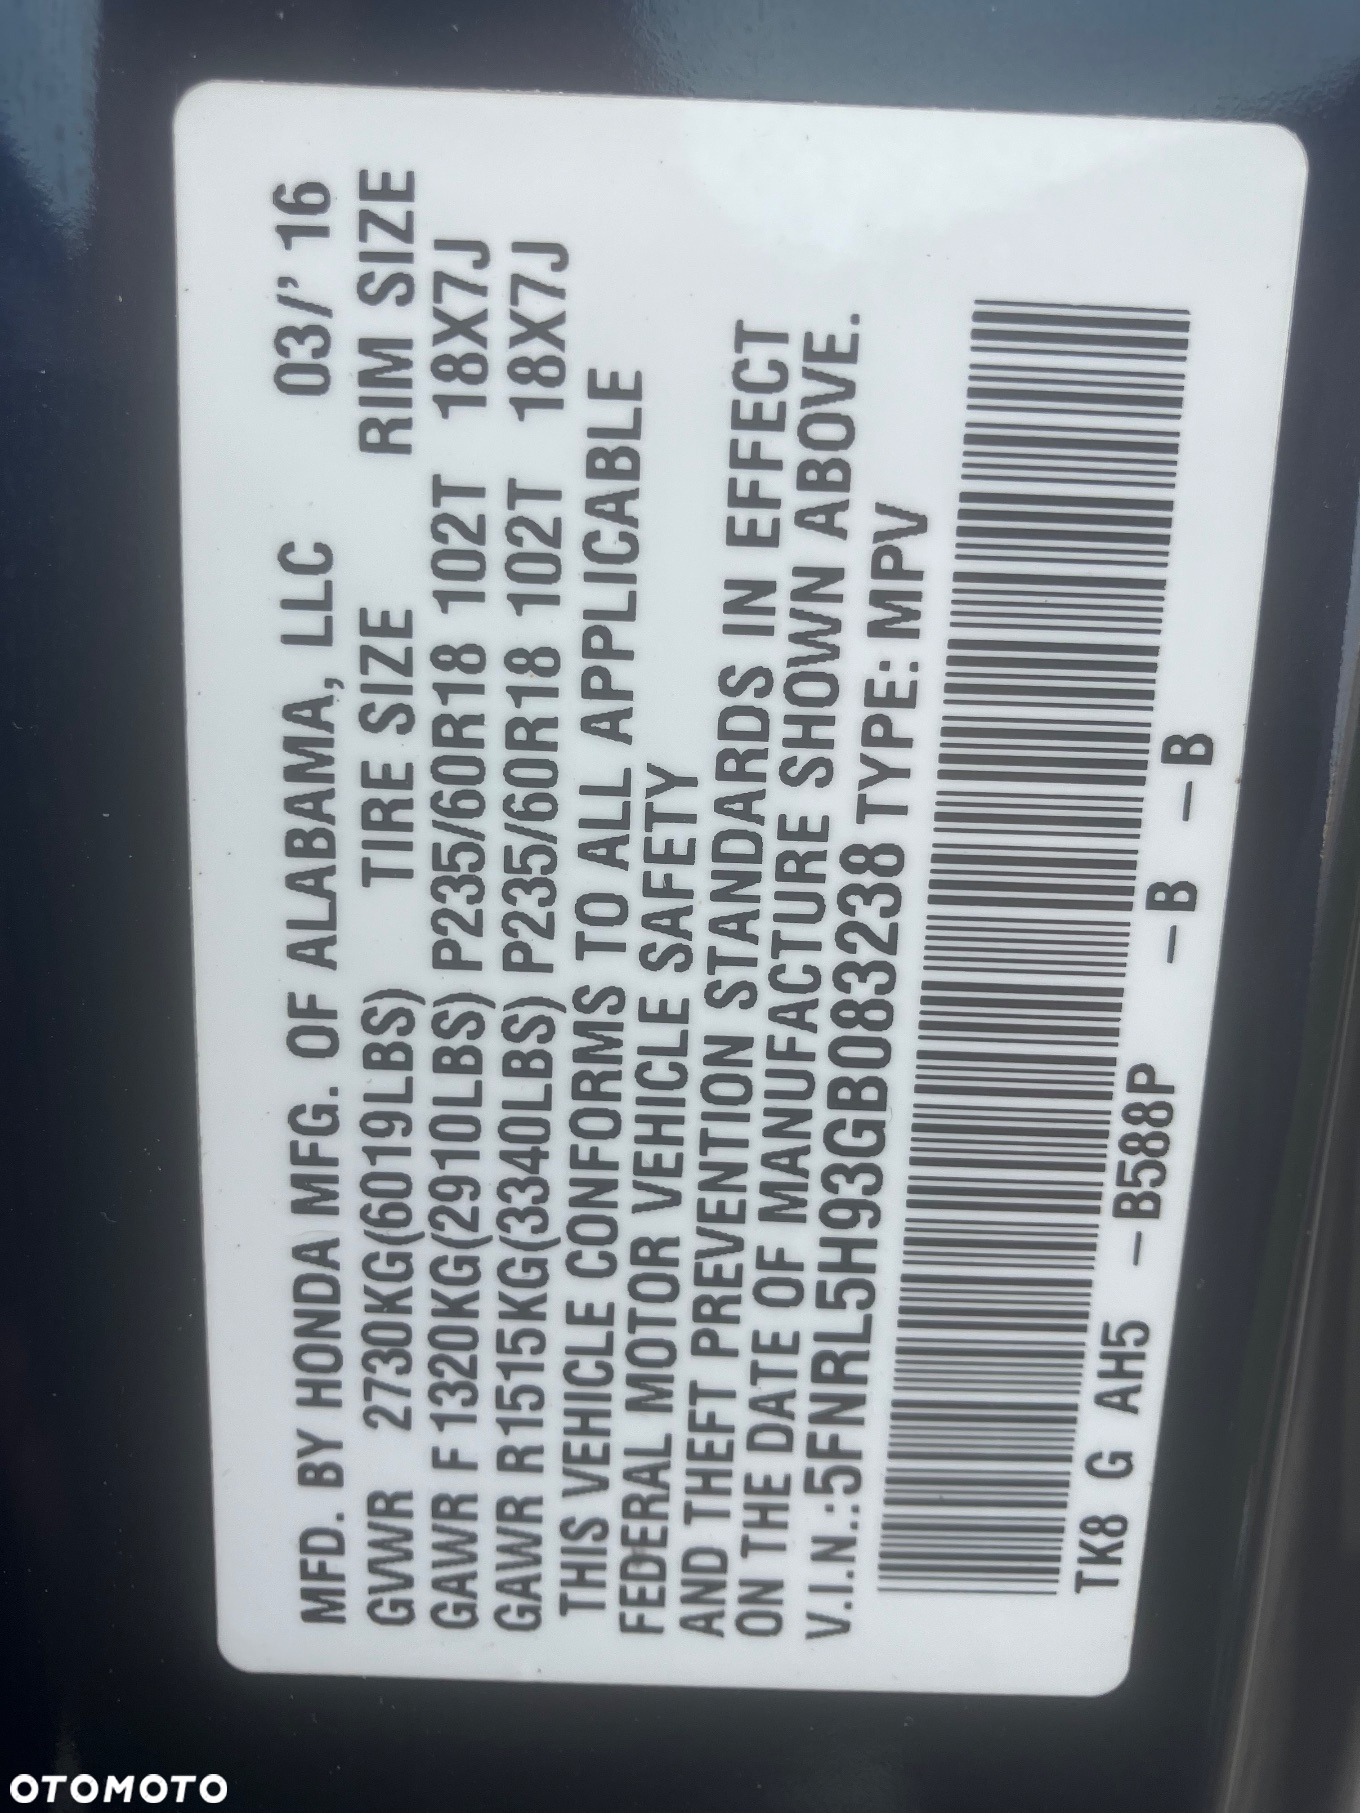 MFD. BY HONDA MFG. OF ALABAMA, LLC 03/'16
GVWR 2730KG(6019LBS) TIRE SIZE RIM SIZE
GAWR F 1320KG(2910LBS) P235/60R18 102T 18X7J
GAWR R1515KG(3340LBS) P235/60R18 102T 18X7J
THIS VEHICLE CONFORMS TO ALL APPLICABLE
FEDERAL MOTOR VEHICLE SAFETY
AND THEFT PREVENTION STANDARDS IN EFFECT
ON THE DATE OF MANUFACTURE SHOWN ABOVE.
V.I.N.:5FNRL5H93GB083238 TYPE: MPV
TK8 G AH5 -B588P -B -B
OTOMOTO